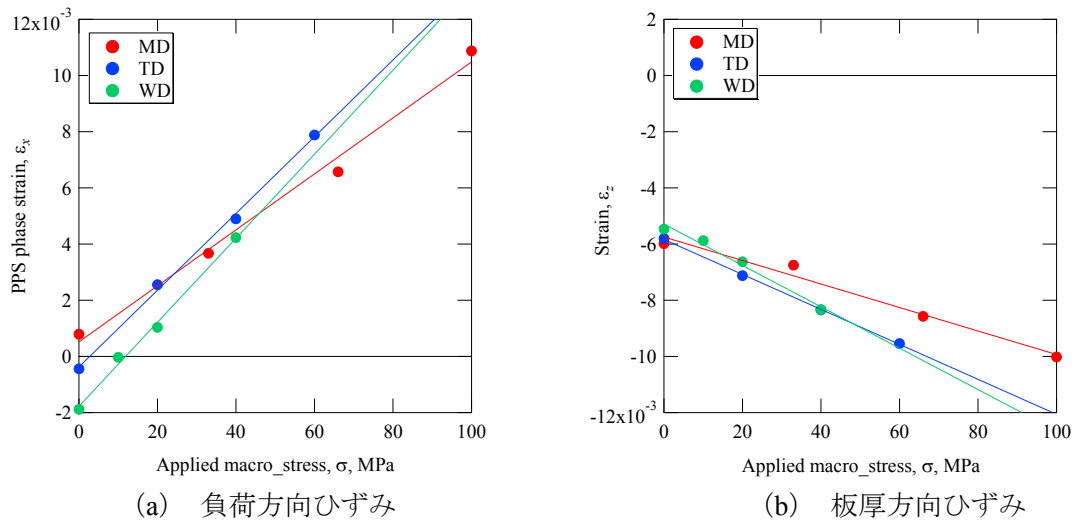 12x10⁻³
10
8
6
4
2
0
-2
PPS phase strain, εx
MD
TD
WD
0 20 40 60 80 100
Applied macro_stress, σ, MPa
(a) 負荷方向ひずみ
2
0
-2
-4
-6
-8
-10
-12x10⁻³
Strain, εz
MD
TD
WD
0 20 40 60 80 100
Applied macro_stress, σ, MPa
(b) 板厚方向ひずみ